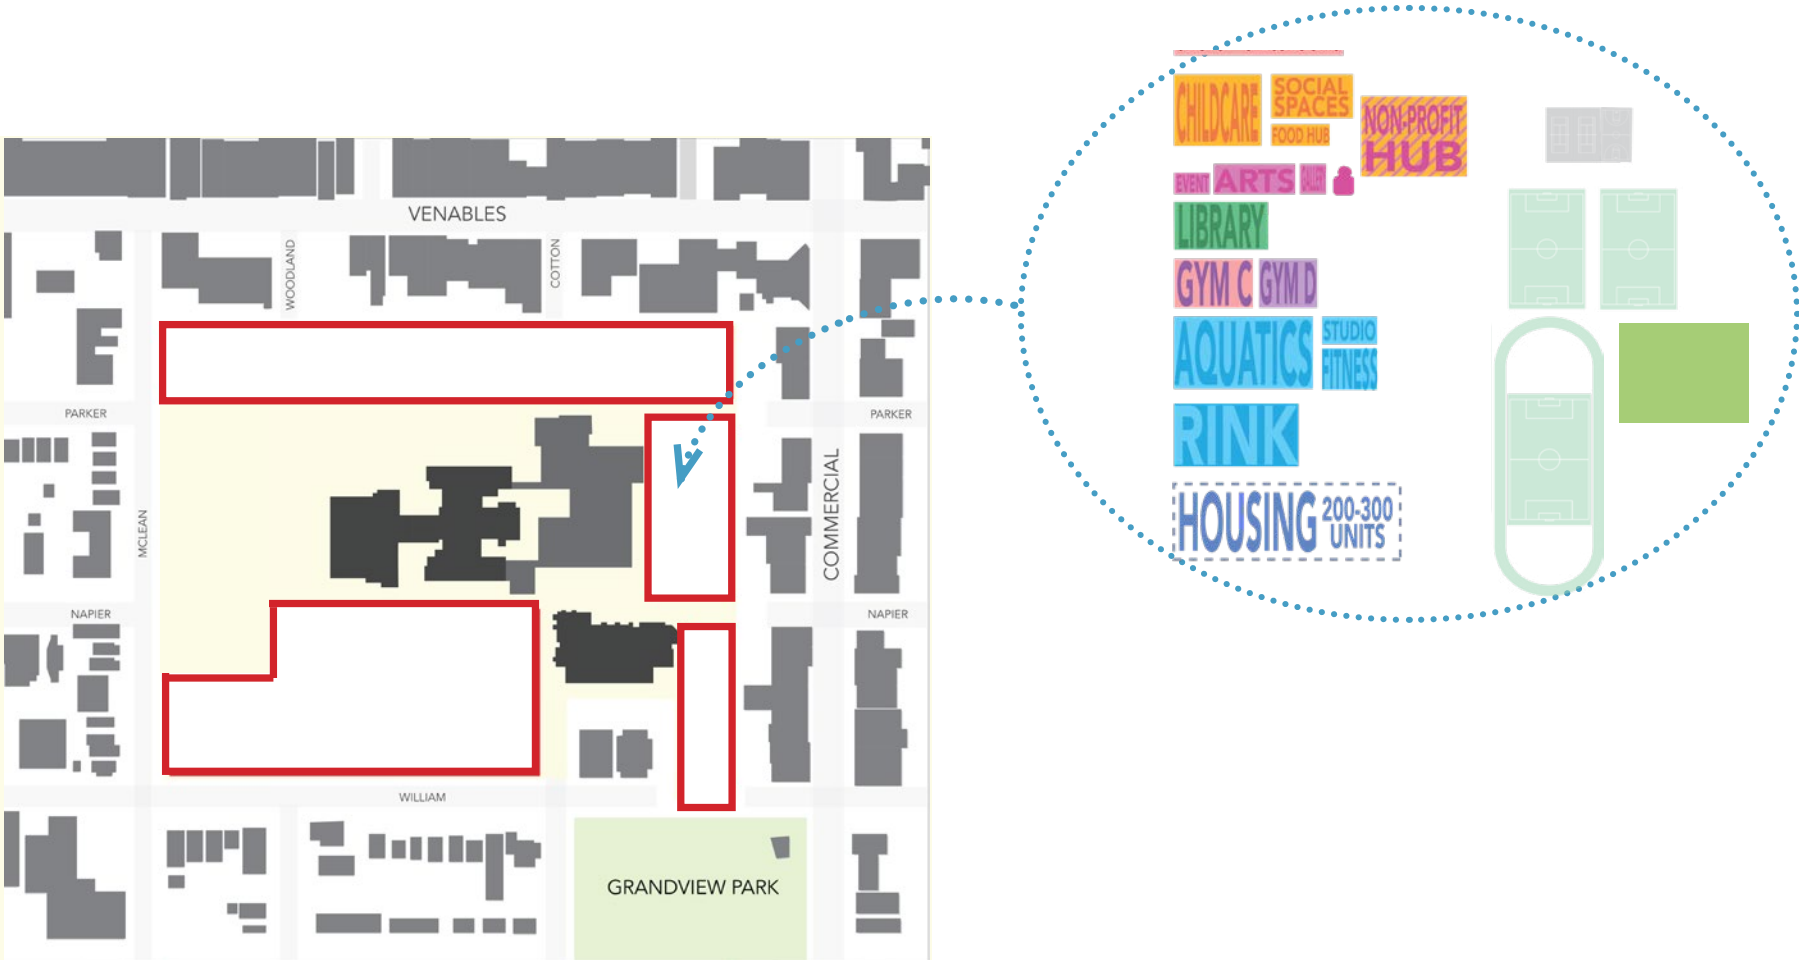 VENABLES
WOODLAND
COTTON
PARKER
PARKER
MCLEAN
COMMERCIAL
NAPIER
NAPIER
WILLIAM
GRANDVIEW PARK
CHILDCARE
SOCIAL
SPACES
FOOD HUB
NON-PROFIT
HUB
EVENT
ARTS
GALLERY
LIBRARY
GYM C
GYM D
AQUATICS
STUDIO
FITNESS
RINK
HOUSING
200-300
UNITS